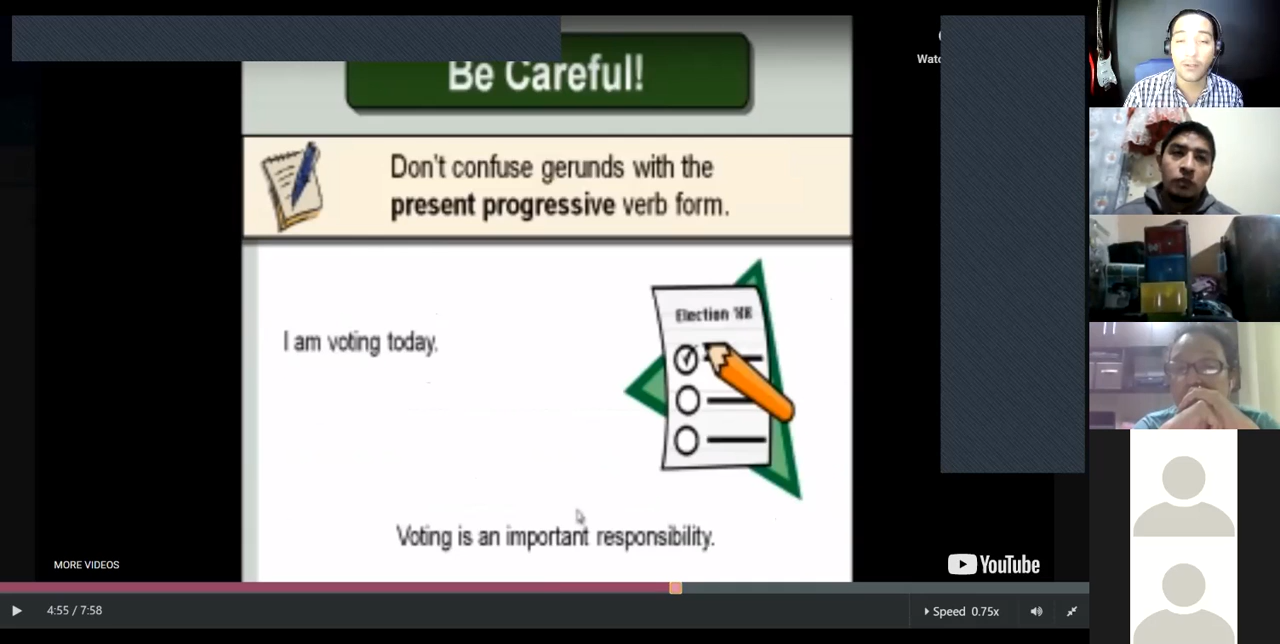 Be Careful!
Don't confuse gerunds with the
present progressive verb form.
Election
I am voting today.
Voting is an important responsibility.
MORE VIDEOS
YouTube
4:55 / 7:58
Speed 0.75x